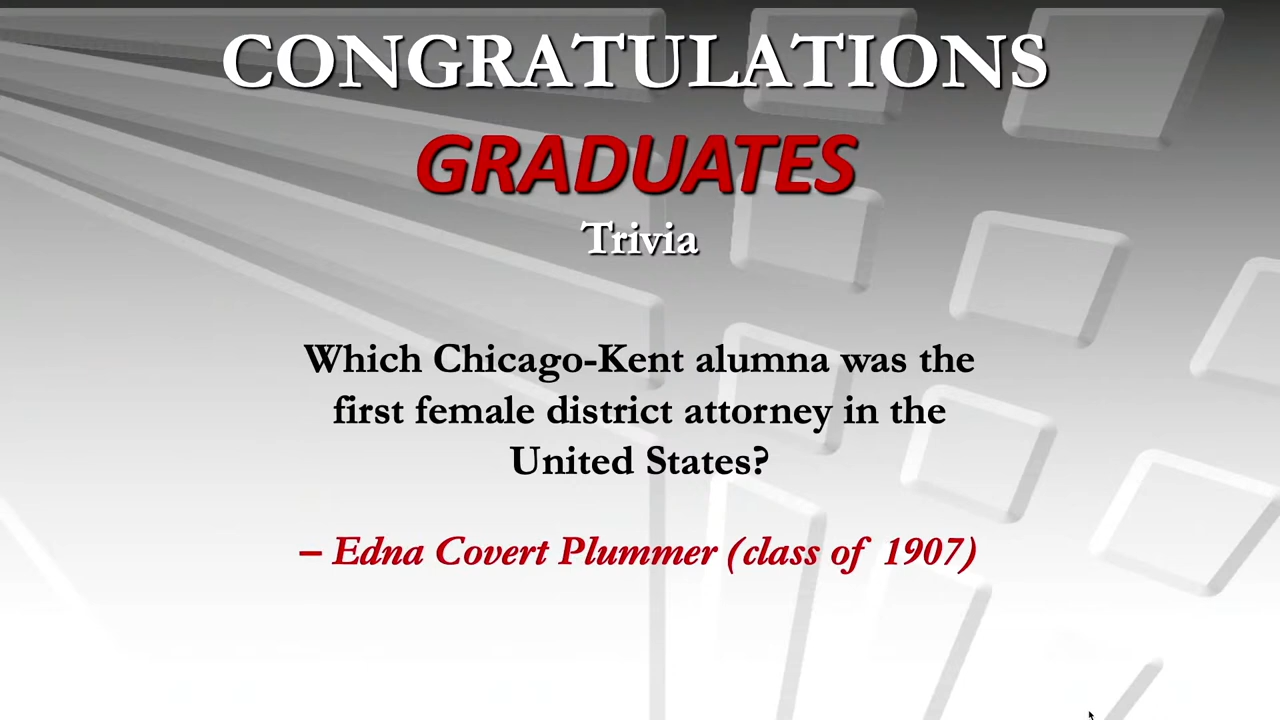 CONGRATULATIONS
GRADUATES
Trivia
Which Chicago-Kent alumna was the
first female district attorney in the
United States?
– Edna Covert Plummer (class of 1907)